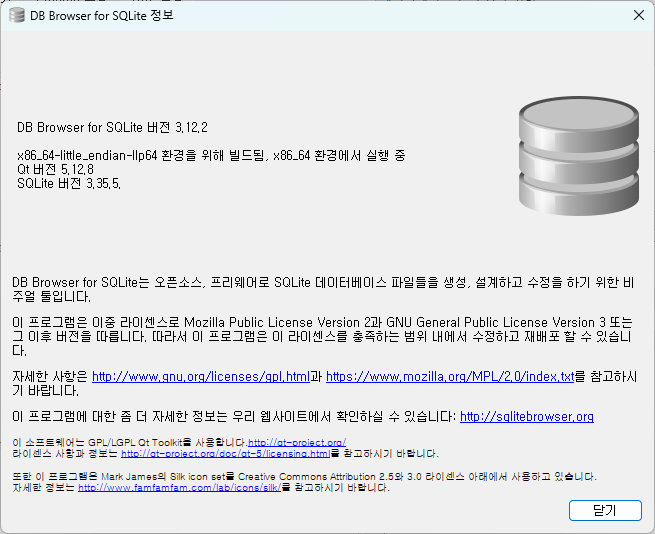 DB Browser for SQLite 정보
DB Browser for SQLite 버전 3.12.2
x86_64-little_endian-llp64 환경을 위해 빌드됨, x86_64 환경에서 실행 중
Qt 버전 5.12.8
SQLite 버전 3.35.5.
DB Browser for SQLite는 오픈소스, 프리웨어로 SQLite 데이터베이스 파일들을 생성, 설계하고 수정을 하기 위한 비
주얼 툴입니다.
이 프로그램은 이중 라이센스로 Mozilla Public License Version 2과 GNU General Public License Version 3 또는
그 이후 버전을 따릅니다. 따라서 이 프로그램은 이 라이센스를 충족하는 범위 내에서 수정하고 재배포 할 수 있습니
다.
자세한 사항은 http://www.gnu.org/licenses/gpl.html과 https://www.mozilla.org/MPL/2.0/index.txt를 참고하시
기 바랍니다.
이 프로그램에 대한 좀 더 자세한 정보는 우리 웹사이트에서 확인하실 수 있습니다: http://sqlitebrowser.org
이 소프트웨어는 GPL/LGPL Qt Toolkit을 사용합니다.http://qt-project.org/
라이센스 사항과 정보는 http://qt-project.org/doc/qt-5/licensing.html를 참고하시기 바랍니다.
또한 이 프로그램은 Mark James의 Silk icon set를 Creative Commons Attribution 2.5와 3.0 라이센스 아래에서 사용하고 있습니다.
자세한 정보는 http://www.famfamfam.com/lab/icons/silk/를 참고하시기 바랍니다.
닫기